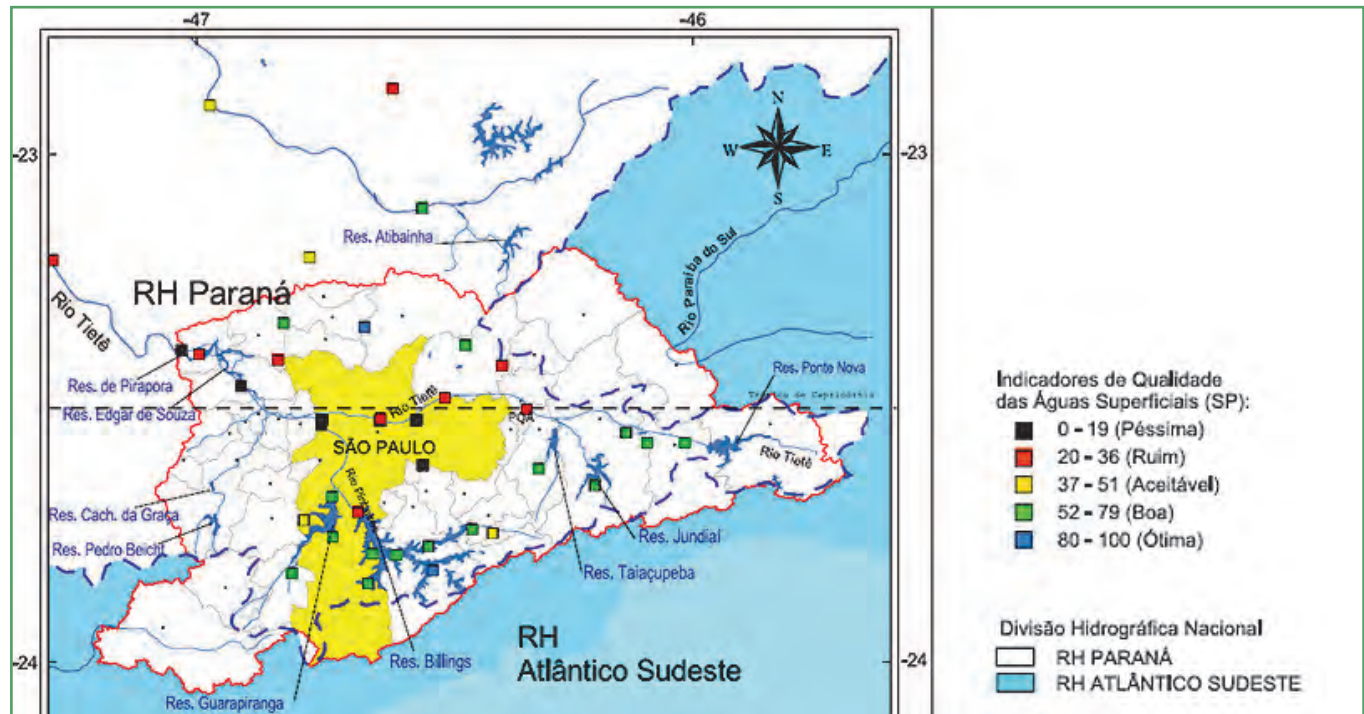 -47
-46
-23
-23
N
W
E
S
Res. Atibainha
Rio Paraíba do Sul
RH Paraná
Rio Tietê
Res. de Pirapora
Res. Edgar de Souza
Res. Ponte Nova
Trópico de Capricórnio
Rio Tietê
POA
SÃO PAULO
Rio Tietê
Res. Cach. da Graça
Res. Pedro Beicht
Res. Jundiaí
Res. Taiaçupeba
RH
Atlântico Sudeste
Res. Billings
Res. Guarapiranga
-24
-24
Indicadores de Qualidade
das Águas Superficiais (SP):
0 - 19 (Péssima)
20 - 36 (Ruim)
37 - 51 (Aceitável)
52 - 79 (Boa)
80 - 100 (Ótima)
Divisão Hidrográfica Nacional
RH PARANÁ
RH ATLÂNTICO SUDESTE